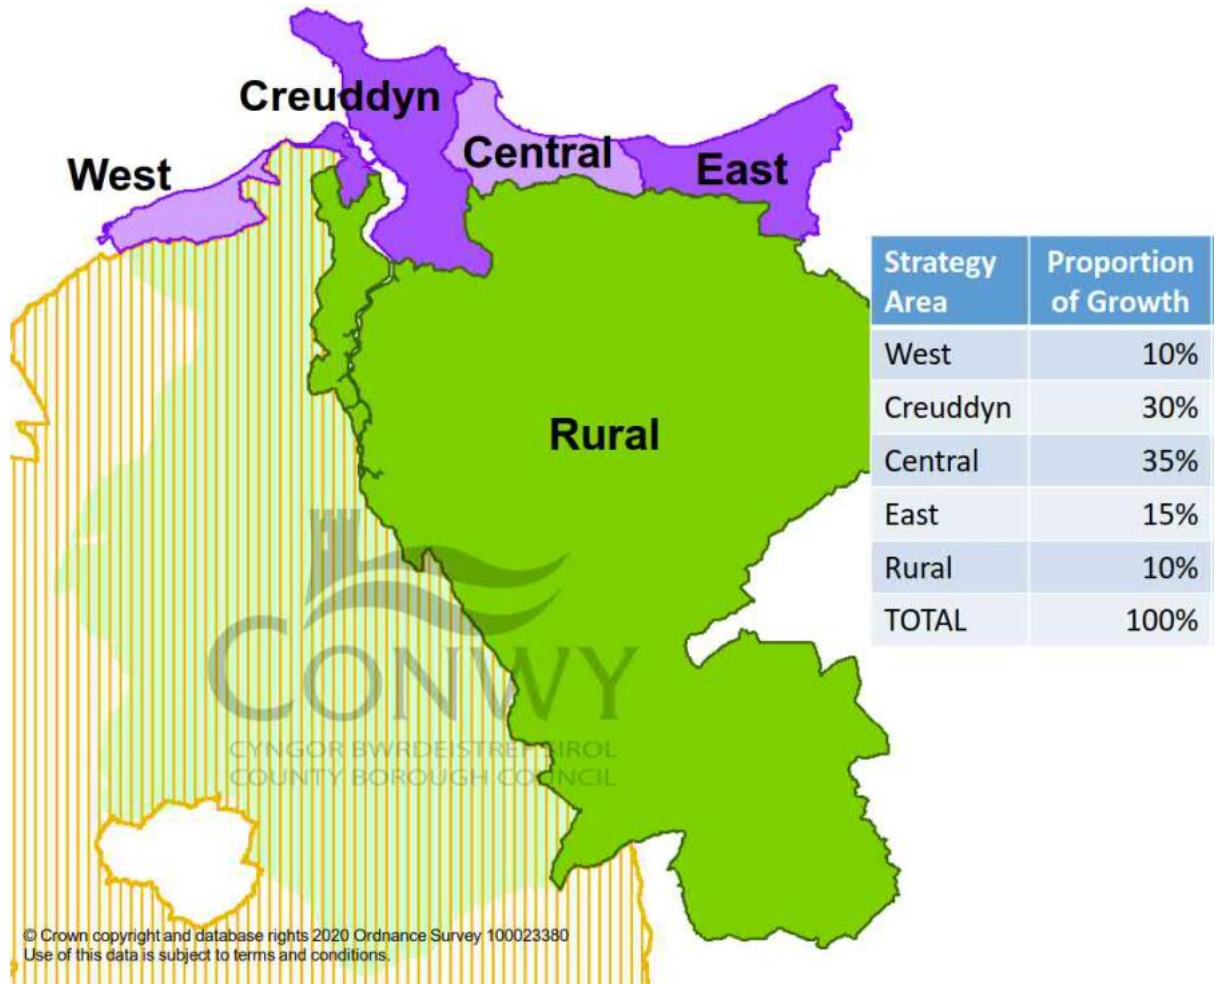 Creuddyn
West
Central
East
Rural
Strategy Area
Proportion of Growth
West 10%
Creuddyn 30%
Central 35%
East 15%
Rural 10%
TOTAL 100%
CONWY
CYNGOR BWRDEISTREF SIROL
COUNTY BOROUGH COUNCIL
© Crown copyright and database rights 2020 Ordnance Survey 100023380
Use of this data is subject to terms and conditions.